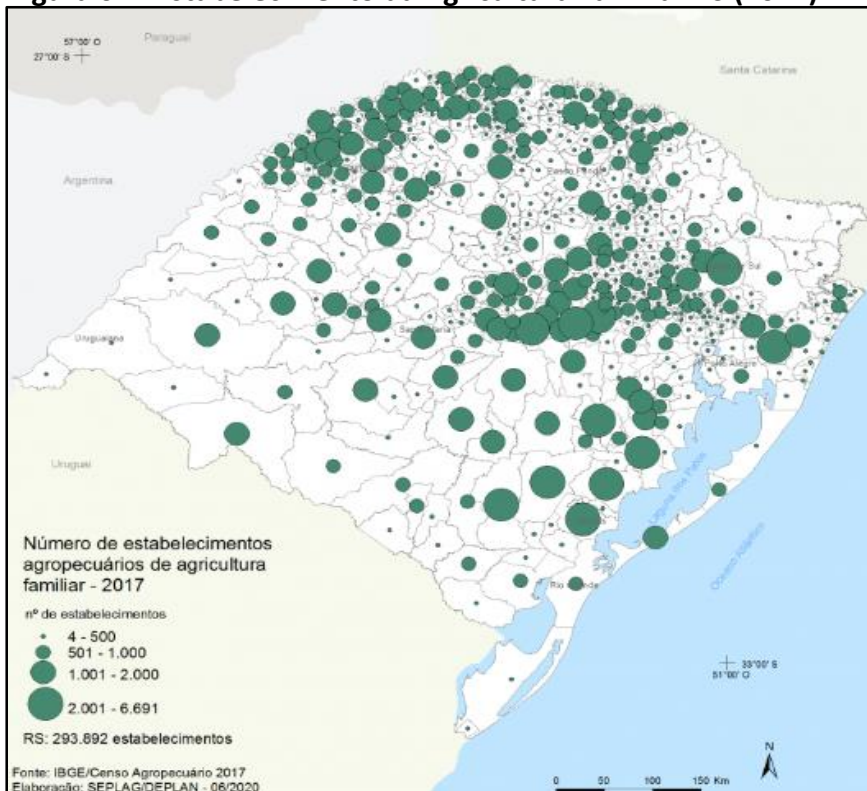 Paraguai
57°00' O
27°00' S
Santa Catarina
Argentina
Uruguaiana
Porto Alegre
Uruguai
Laguna dos Patos
Oceano Atlântico
33°00' S
51°00' O
Número de estabelecimentos
agropecuários de agricultura
familiar - 2017
nº de estabelecimentos
4 - 500
501 - 1.000
1.001 - 2.000
2.001 - 6.691
RS: 293.892 estabelecimentos
Fonte: IBGE/Censo Agropecuário 2017
Elaboração: SEPLAG/DEPLAN - 06/2020
N
0 50 100 150 Km